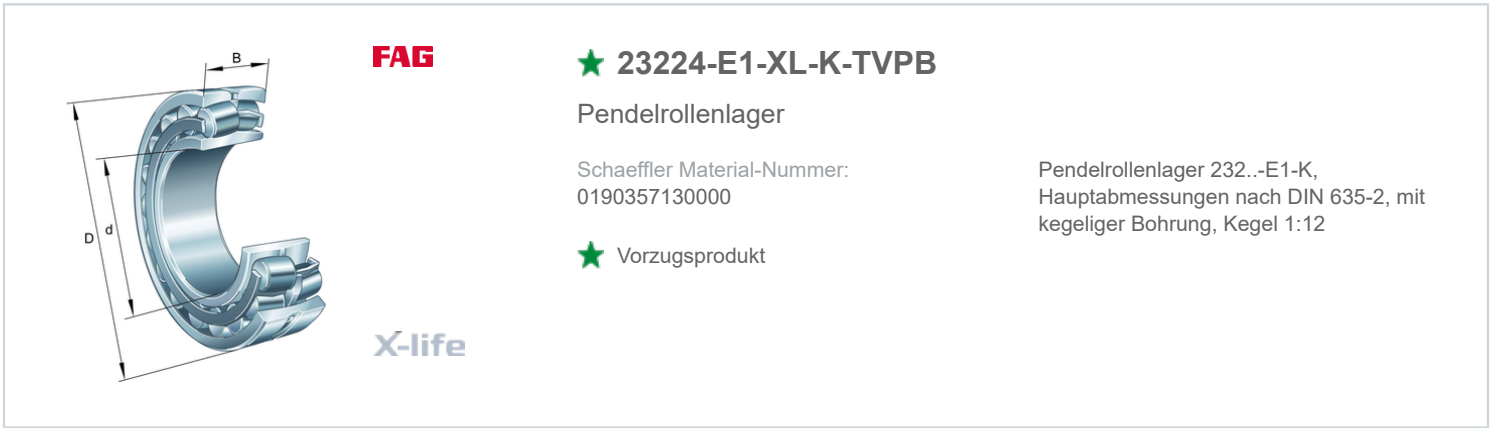 B
D
d
FAG
X-life
23224-E1-XL-K-TVPB
Pendelrollenlager
Schaeffler Material-Nummer:
0190357130000
Vorzugsprodukt
Pendelrollenlager 232..-E1-K,
Hauptabmessungen nach DIN 635-2, mit
kegeliger Bohrung, Kegel 1:12